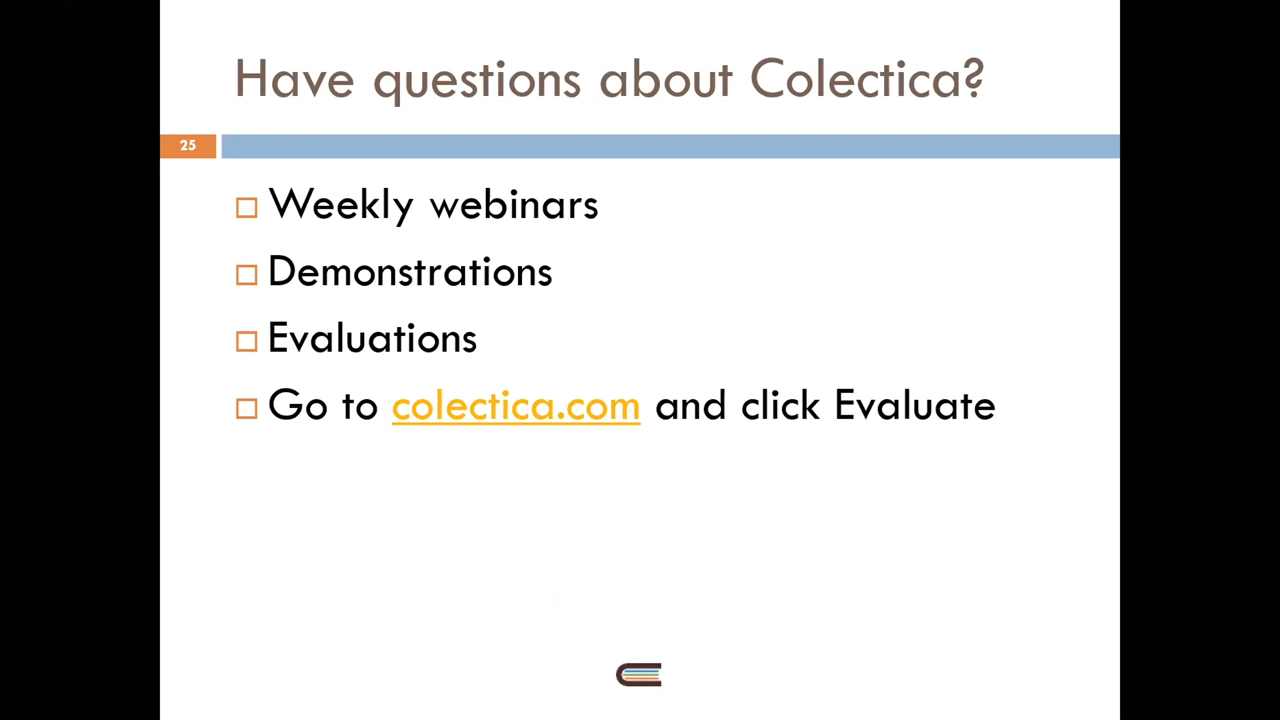 Have questions about Colectica?
25
Weekly webinars
Demonstrations
Evaluations
Go to colectica.com and click Evaluate